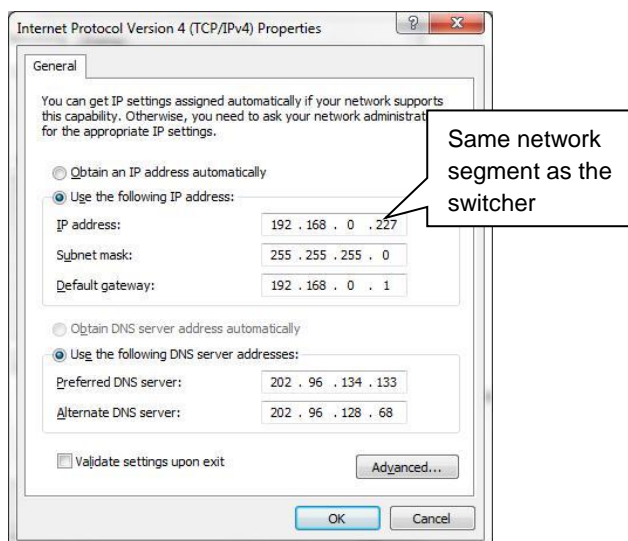 Internet Protocol Version 4 (TCP/IPv4) Properties
General
You can get IP settings assigned automatically if your network supports
this capability. Otherwise, you need to ask your network
for the appropriate IP settings.
Obtain an IP address automatically
Use the following IP address:
IP address: 192 . 168 . 0 . 227
Subnet mask: 255 . 255 . 255 . 0
Default gateway: 192 . 168 . 0 . 1
Obtain DNS server address automatically
Use the following DNS server addresses:
Preferred DNS server: 202 . 96 . 134 . 133
Alternate DNS server: 202 . 96 . 128 . 68
Validate settings upon exit
Advanced...
OK Cancel
Same network
segment as the
switcher